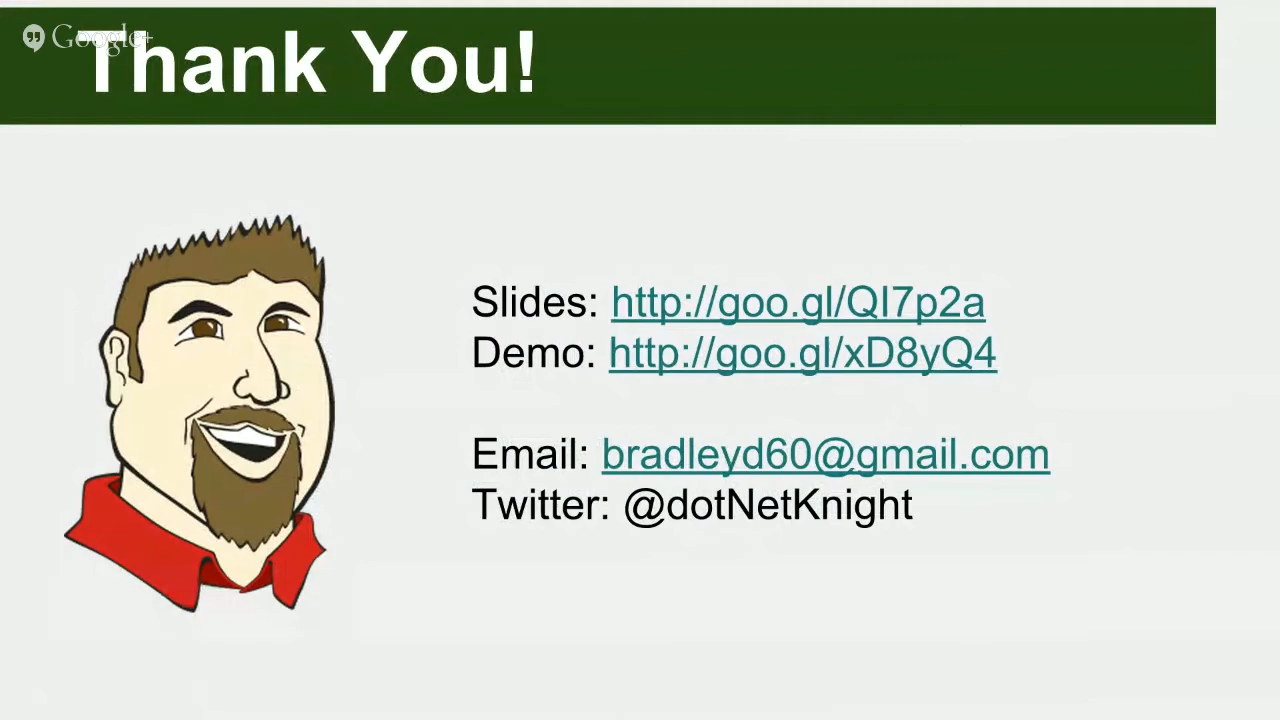 Google+
Thank You!
Slides: http://goo.gl/QI7p2a
Demo: http://goo.gl/xD8yQ4
Email: bradleyd60@gmail.com
Twitter: @dotNetKnight